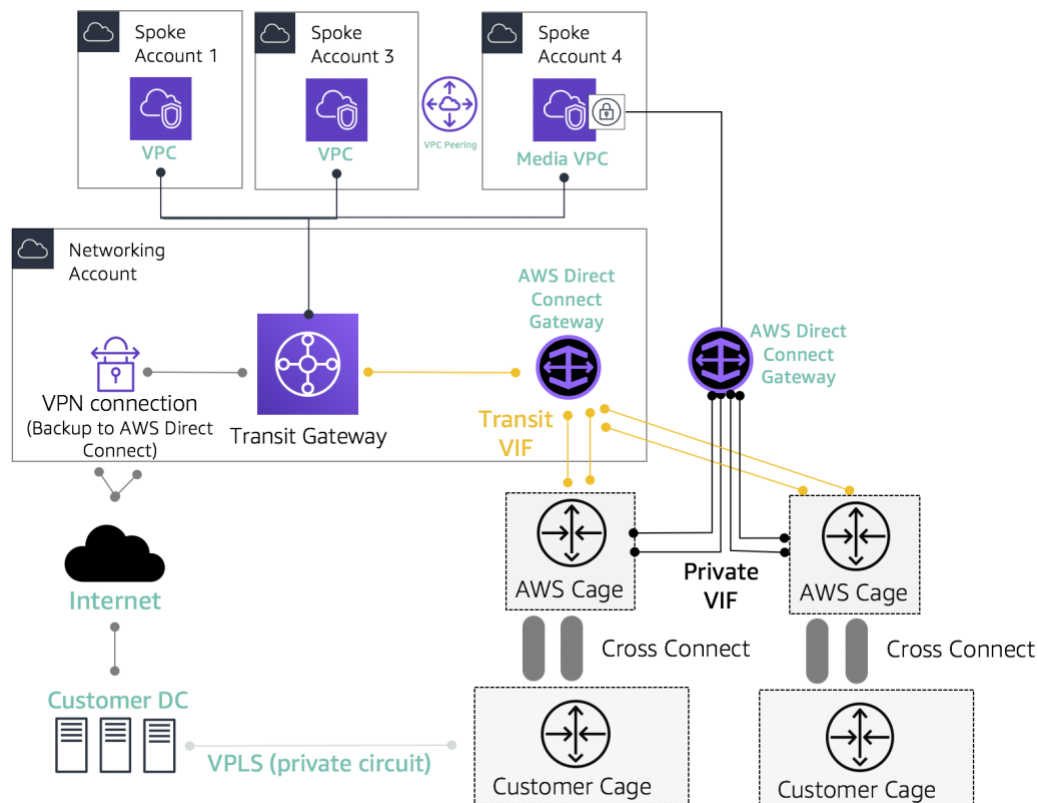 Spoke
Account 1
VPC
Spoke
Account 3
VPC
VPC Peering
Spoke
Account 4
Media VPC
Networking
Account
AWS Direct
Connect
Gateway
AWS Direct
Connect
Gateway
VPN connection
(Backup to AWS Direct
Connect)
Transit Gateway
Transit
VIF
Internet
AWS Cage
Private
VIF
AWS Cage
Cross Connect
Cross Connect
Customer DC
VPLS (private circuit)
Customer Cage
Customer Cage